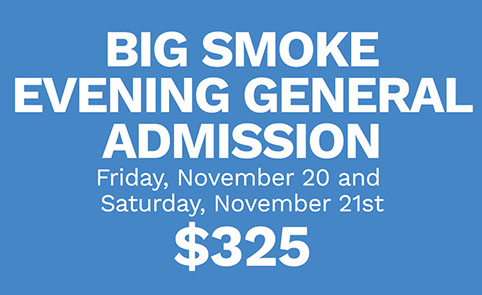 BIG SMOKE
EVENING GENERAL
ADMISSION
Friday, November 20 and
Saturday, November 21st
$325